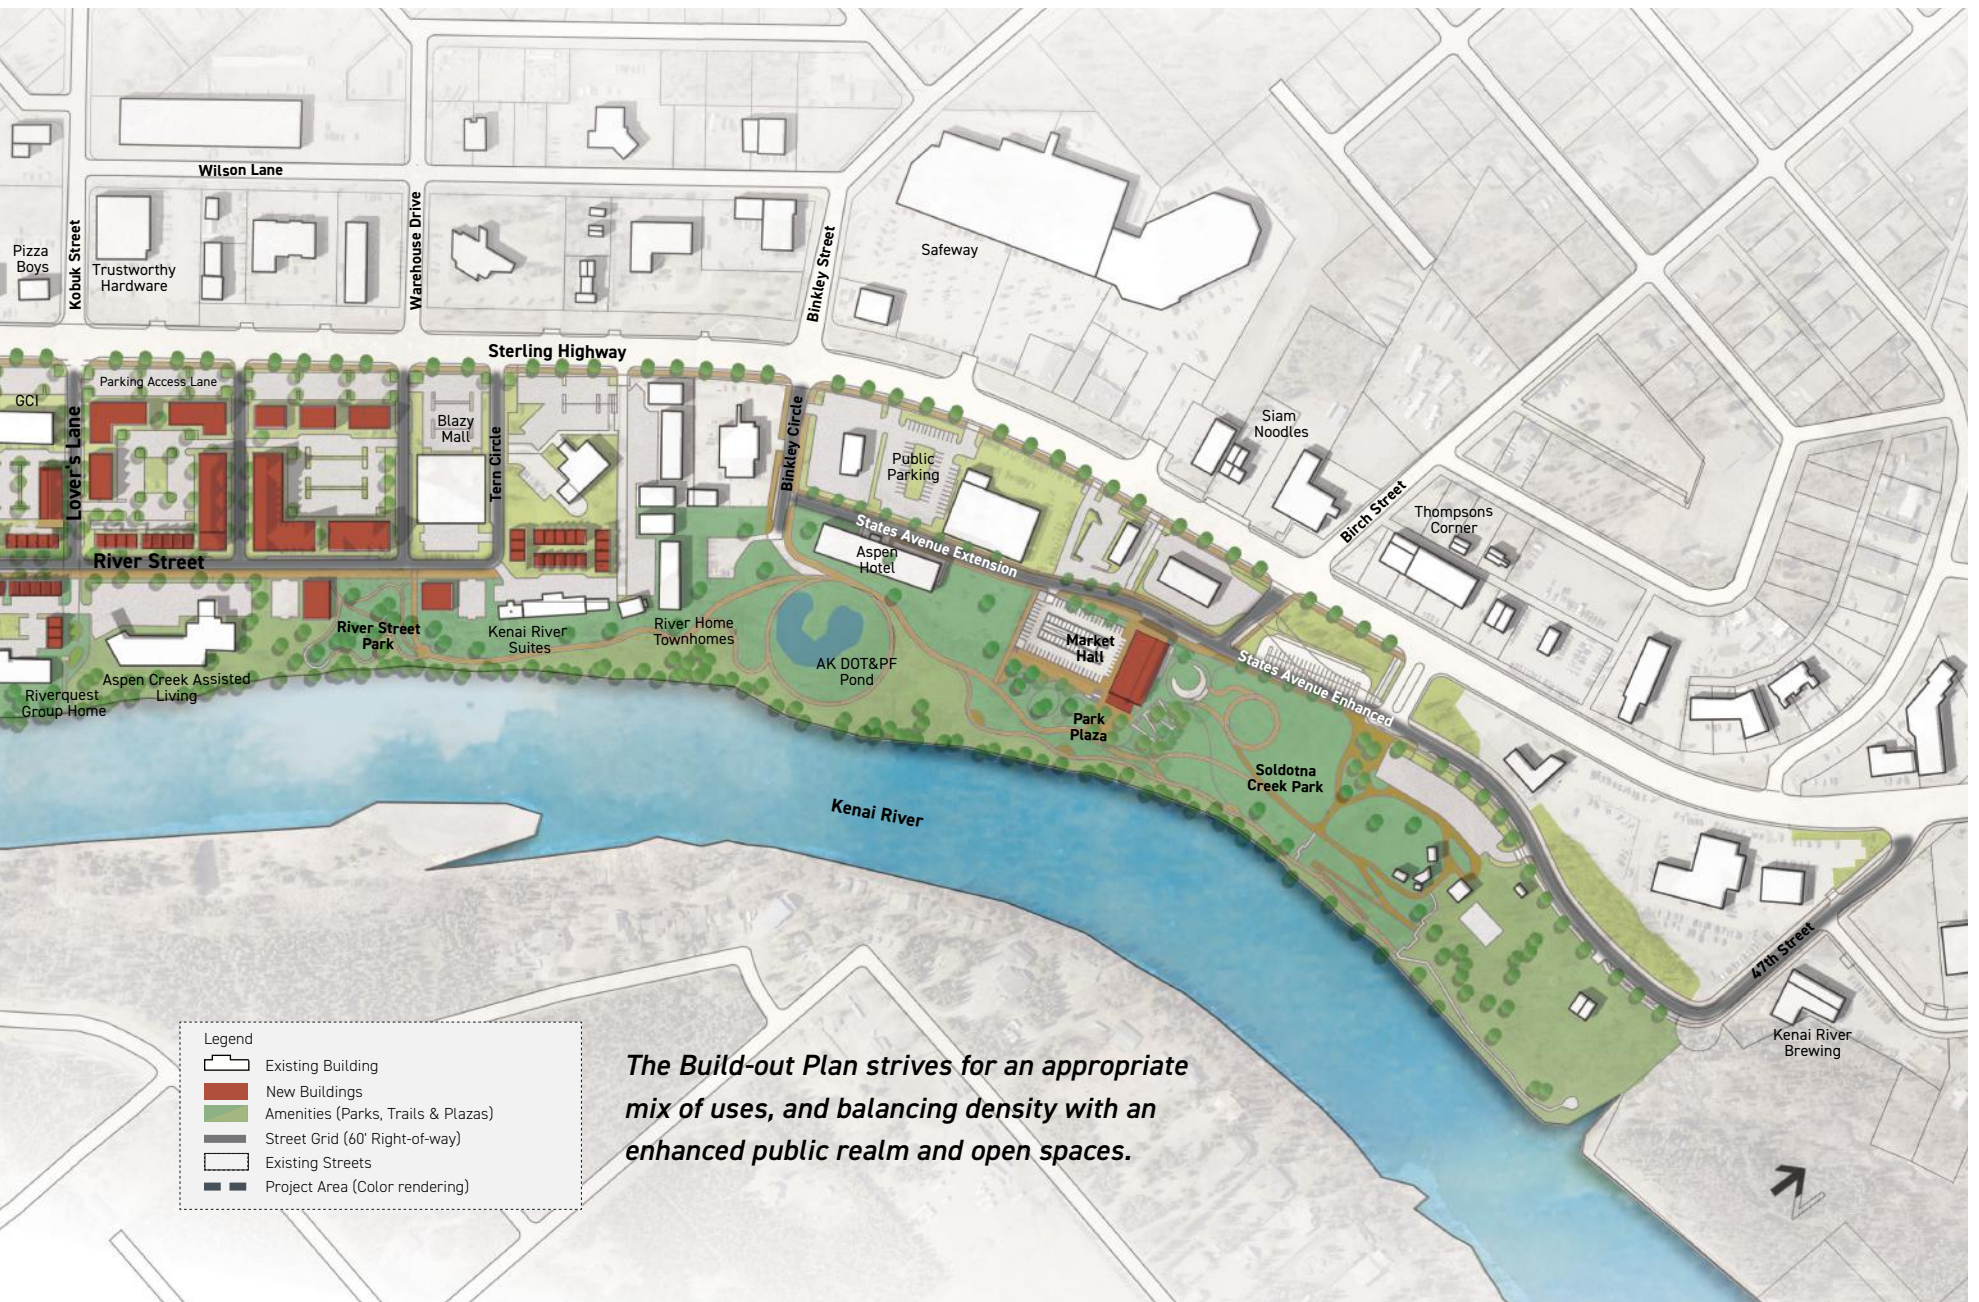 Wilson Lane
Kobuk Street
Warehouse Drive
Binkley Street
Pizza
Boys
Trustworthy
Hardware
Safeway
Sterling Highway
Parking Access Lane
GCI
Lover's Lane
Blazy
Mall
Tern Circle
Binkley Circle
Public
Parking
Siam
Noodles
Birch Street
Thompsons
Corner
River Street
States Avenue Extension
Aspen
Hotel
River Street
Park
Kenai River
Suites
River Home
Townhomes
AK DOT&PF
Pond
Market
Hall
States Avenue Enhanced
Aspen Creek Assisted
Living
Riverquest
Group Home
Park
Plaza
Soldotna
Creek Park
Kenai River
47th Street
Kenai River
Brewing
Legend
Existing Building
New Buildings
Amenities (Parks, Trails & Plazas)
Street Grid (60' Right-of-way)
Existing Streets
Project Area (Color rendering)
The Build-out Plan strives for an appropriate
mix of uses, and balancing density with an
enhanced public realm and open spaces.